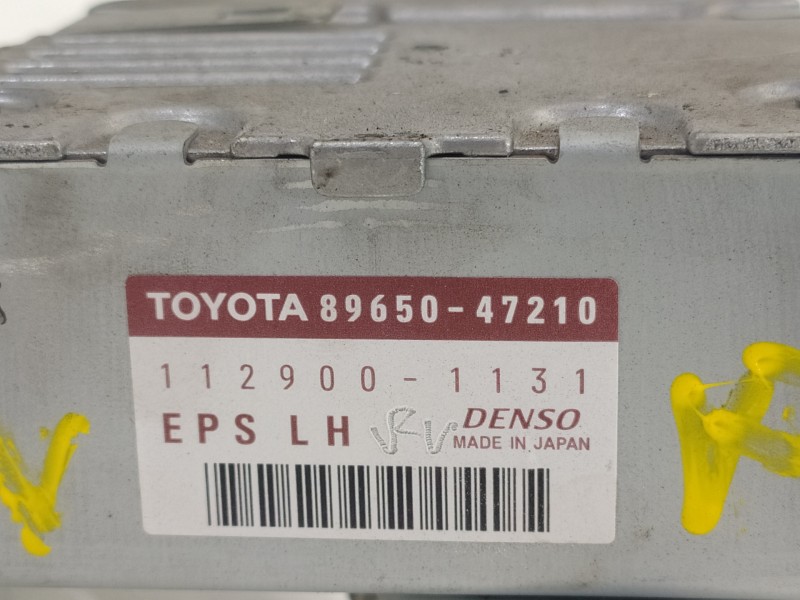 TOYOTA 89650-47210
112900-1131
EPS LH DENSO
MADE IN JAPAN